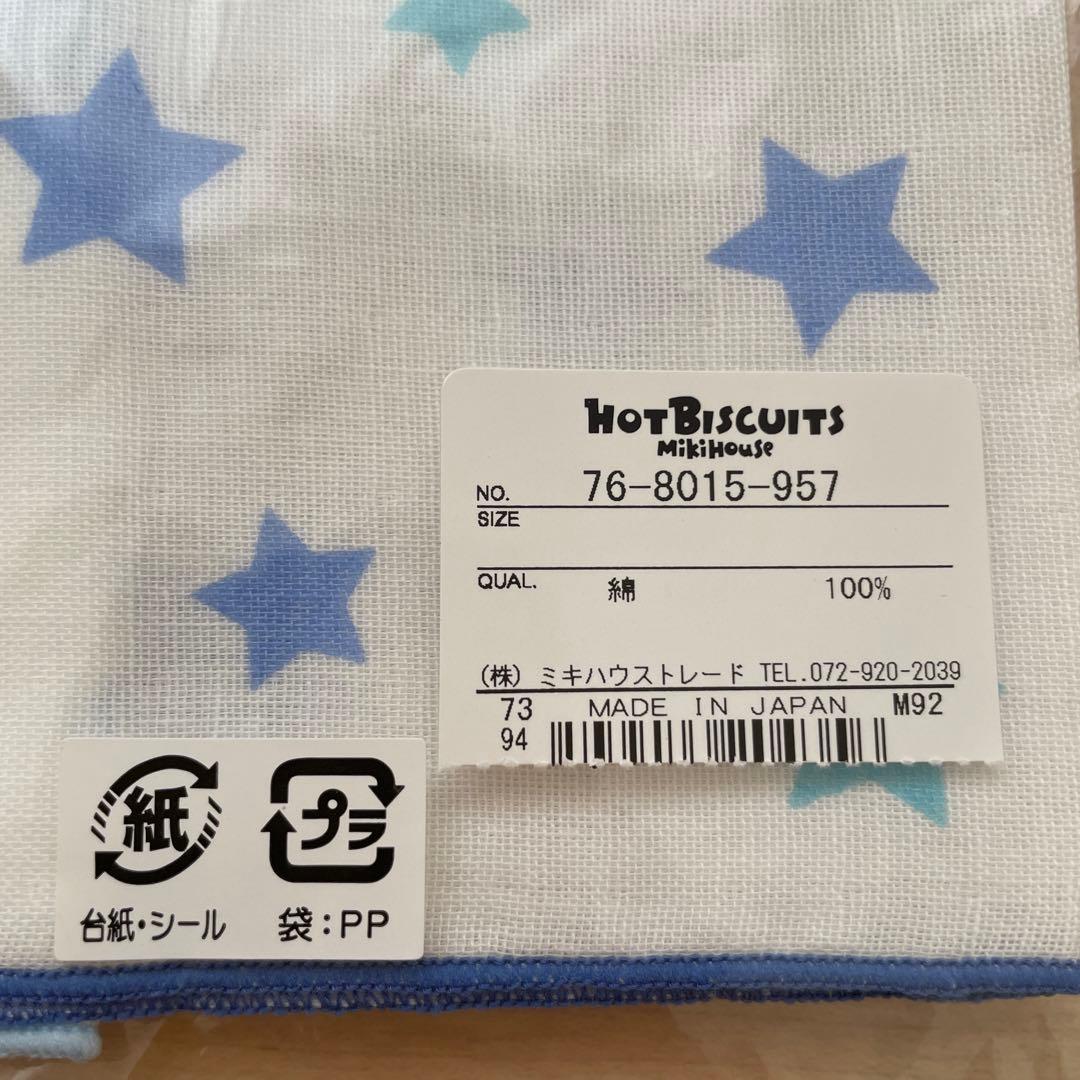 HOTBISCUITS
MiKiHOUSe
NO. 76-8015-957
SIZE
QUAL. 綿 100%
(株) ミキハウストレード TEL.072-920-2039
73 MADE IN JAPAN M92
94
紙 プラ
台紙・シール 袋:PP